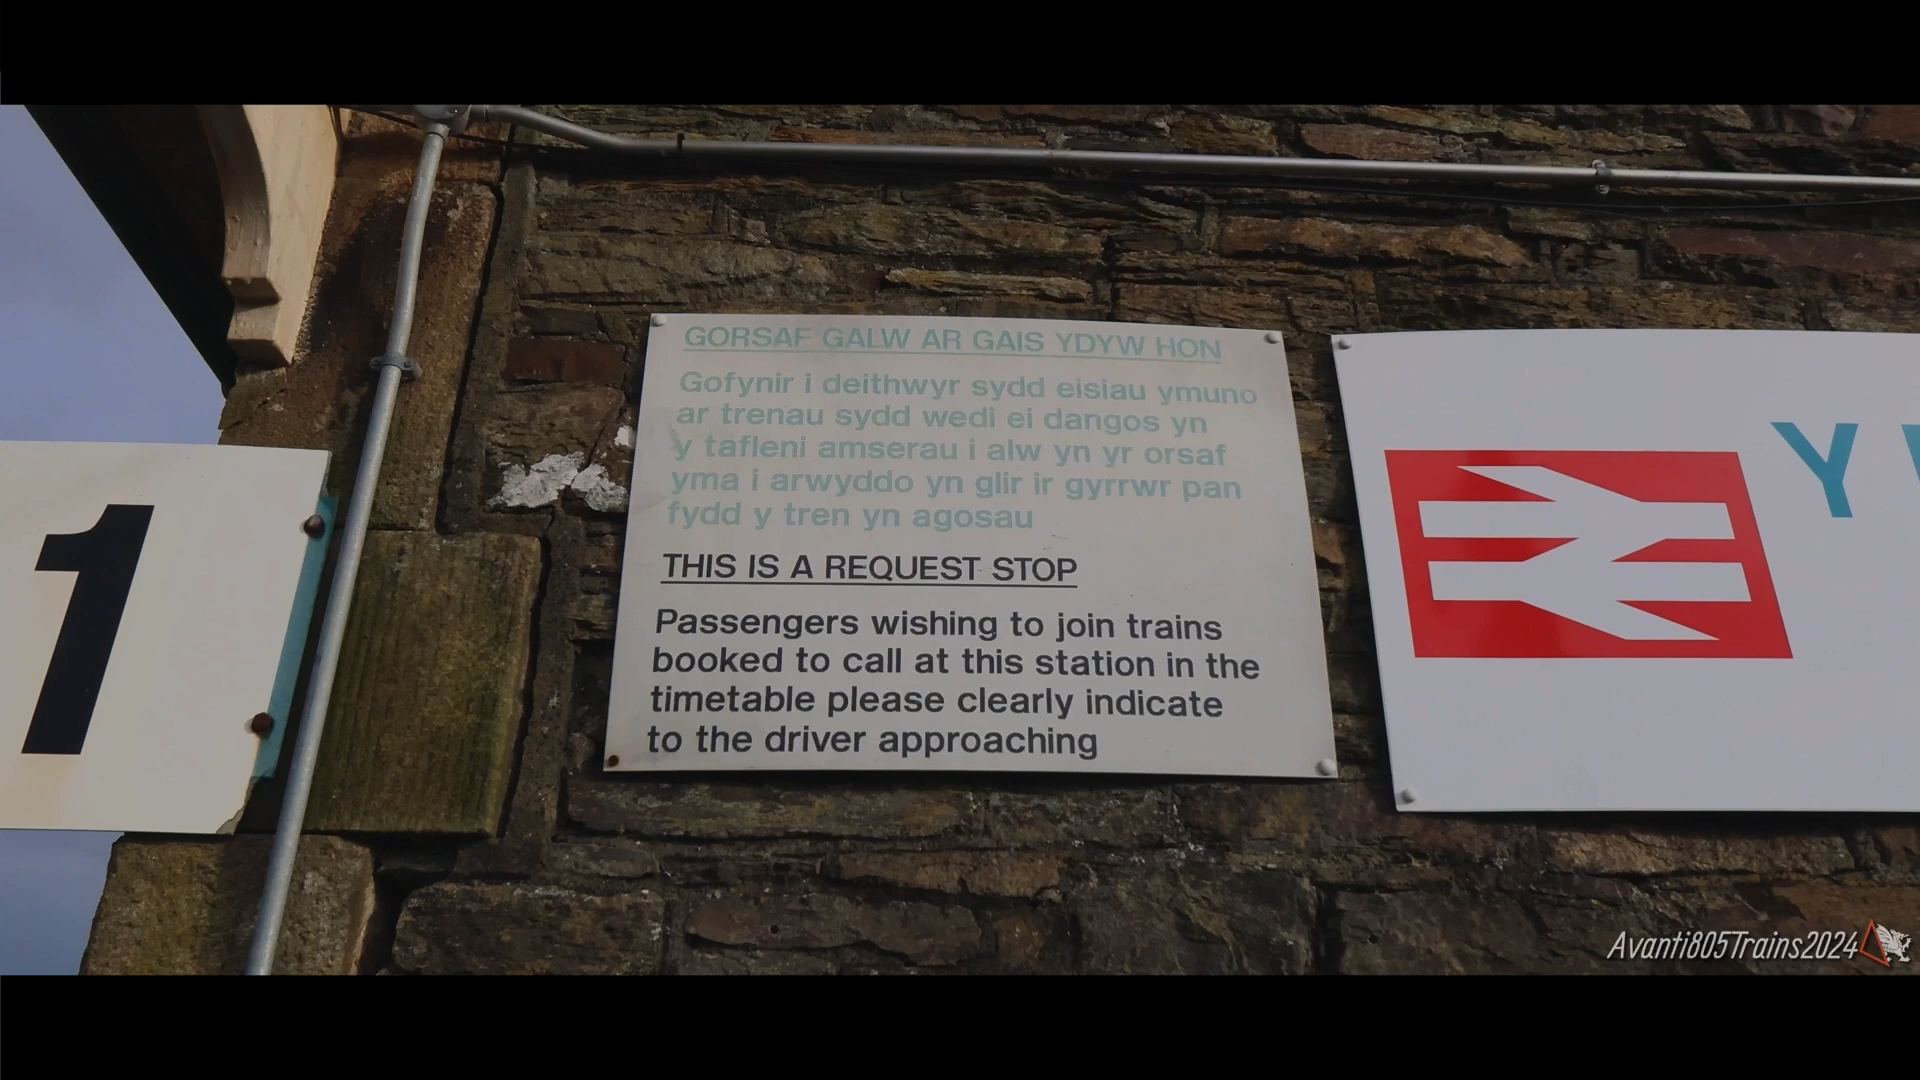 1
GORSAF GALW AR GAIS YDYW HON
Gofynir i deithwyr sydd eisiau ymuno
ar trenau sydd wedi ei dangos yn
y tafleni amserau i alw yn yr orsaf
yma i arwyddo yn glir ir gyrrwr pan
fydd y tren yn agosau
THIS IS A REQUEST STOP
Passengers wishing to join trains
booked to call at this station in the
timetable please clearly indicate
to the driver approaching
Y
Avanti805Trains2024